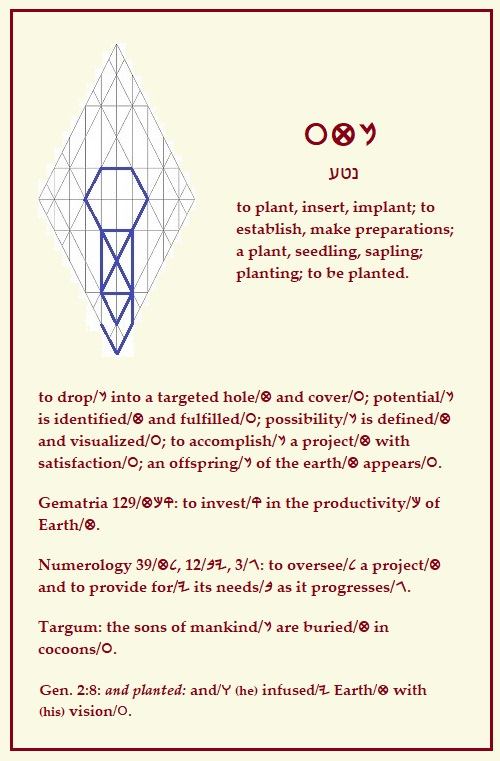 𐤍𐤈𐤏
נטע
to plant, insert, implant; to
establish, make preparations;
a plant, seedling, sapling;
planting; to be planted.
to drop/𐤍 into a targeted hole/𐤈 and cover/𐤏; potential/𐤍
is identified/𐤈 and fulfilled/𐤏; possibility/𐤍 is defined/𐤈
and visualized/𐤏; to accomplish/𐤍 a project/𐤈 with
satisfaction/𐤏; an offspring/𐤍 of the earth/𐤈 appears/𐤏.
Gematria 129/𐤒𐤊𐤈: to invest/𐤒 in the productivity/𐤊 of
Earth/𐤈.
Numerology 39/𐤋𐤈, 12/𐤉𐤁, 3/𐤂: to oversee/𐤋 a project/𐤈
and to provide for/𐤉 its needs/𐤁 as it progresses/𐤂.
Targum: the sons of mankind/𐤍 are buried/𐤈 in
cocoons/𐤏.
Gen. 2:8: and planted: and/𐤅 (he) infused/𐤉 Earth/𐤈 with
(his) vision/𐤏.